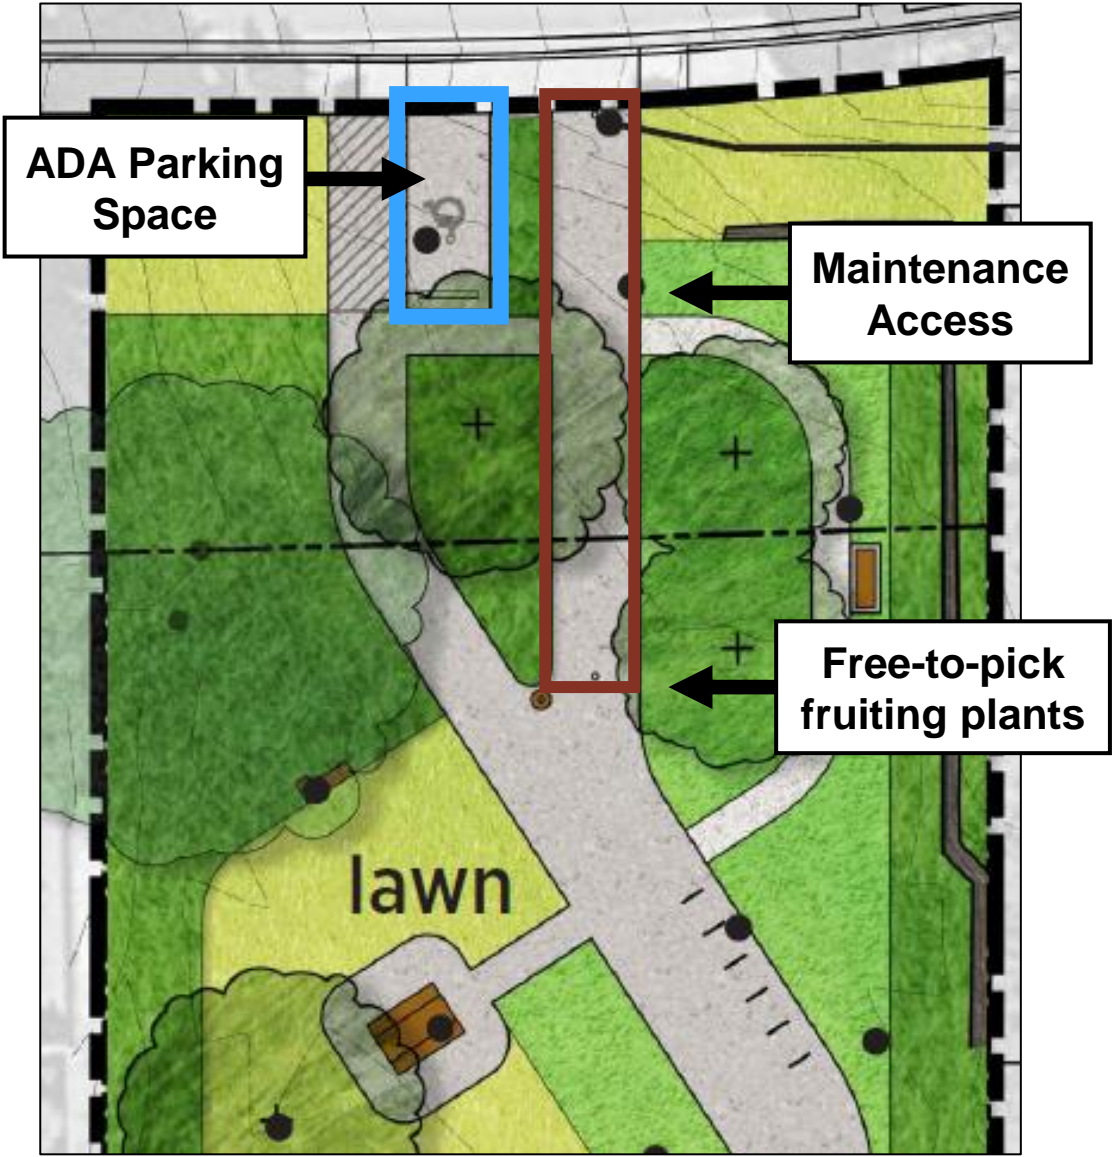 ADA Parking
Space
Maintenance
Access
Free-to-pick
fruiting plants
lawn